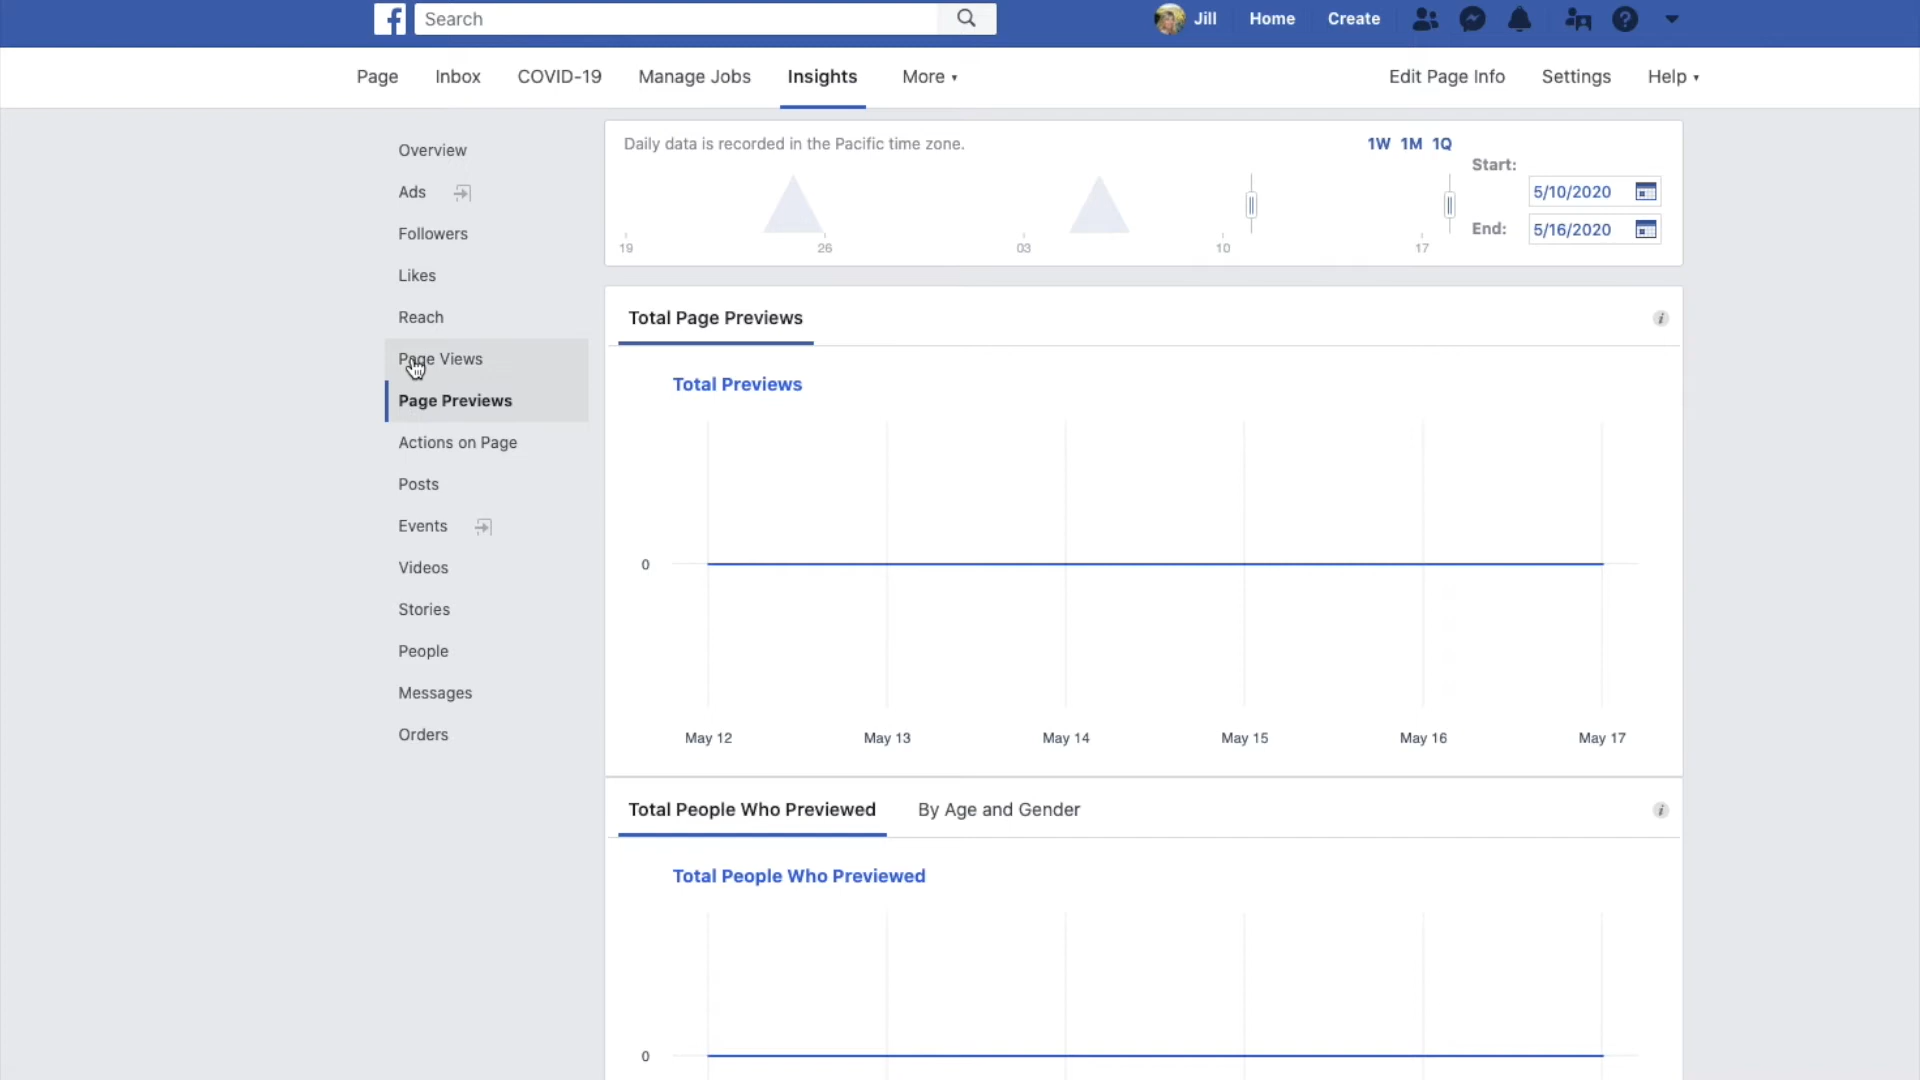 Search
Jill
Home
Create
Page
Inbox
COVID-19
Manage Jobs
Insights
More
Edit Page Info
Settings
Help
Overview
Ads
Followers
Likes
Reach
Page Views
Page Previews
Actions on Page
Posts
Events
Videos
Stories
People
Messages
Orders
Daily data is recorded in the Pacific time zone.
1W 1M 1Q
Start:
5/10/2020
End:
5/16/2020
19 26 03 10 17
Total Page Previews
Total Previews
0
May 12 May 13 May 14 May 15 May 16 May 17
Total People Who Previewed
By Age and Gender
Total People Who Previewed
0